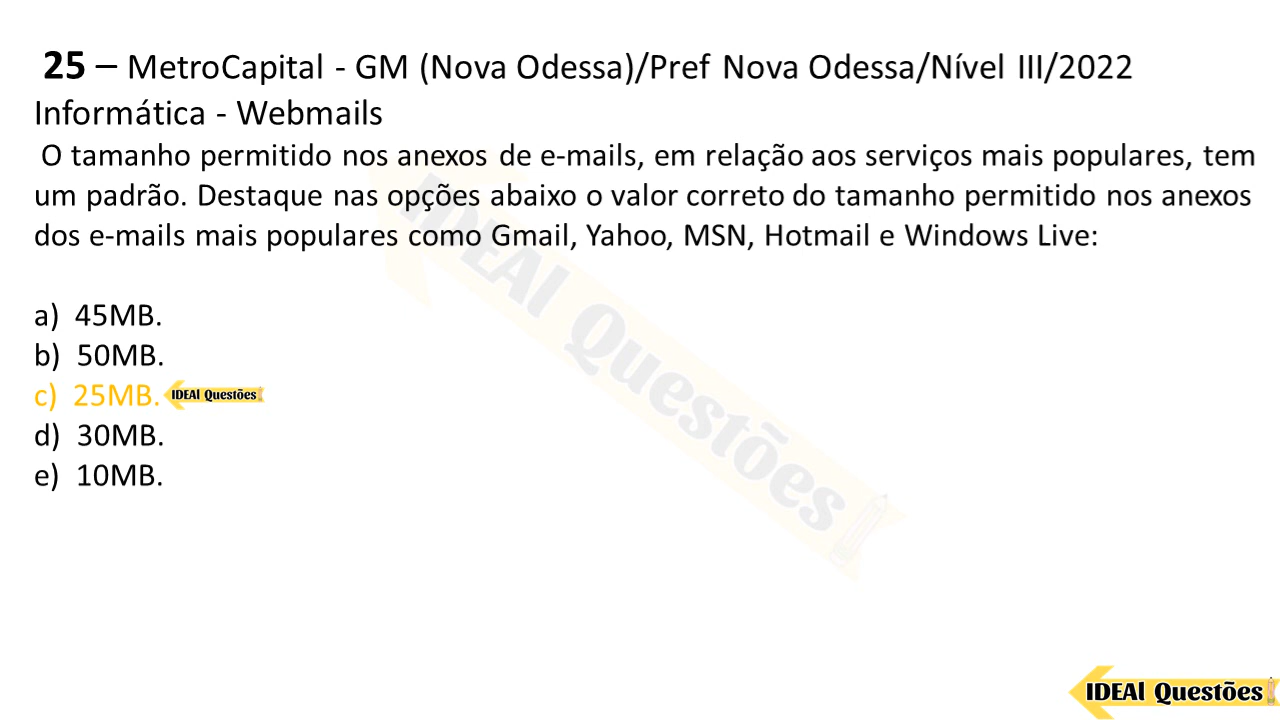 25 – MetroCapital - GM (Nova Odessa)/Pref Nova Odessa/Nível III/2022
Informática - Webmails
O tamanho permitido nos anexos de e-mails, em relação aos serviços mais populares, tem
um padrão. Destaque nas opções abaixo o valor correto do tamanho permitido nos anexos
dos e-mails mais populares como Gmail, Yahoo, MSN, Hotmail e Windows Live:
a) 45MB.
b) 50MB.
c) 25MB. IDEAl Questões
d) 30MB.
e) 10MB.
IDEAl Questões
IDEAl Questões